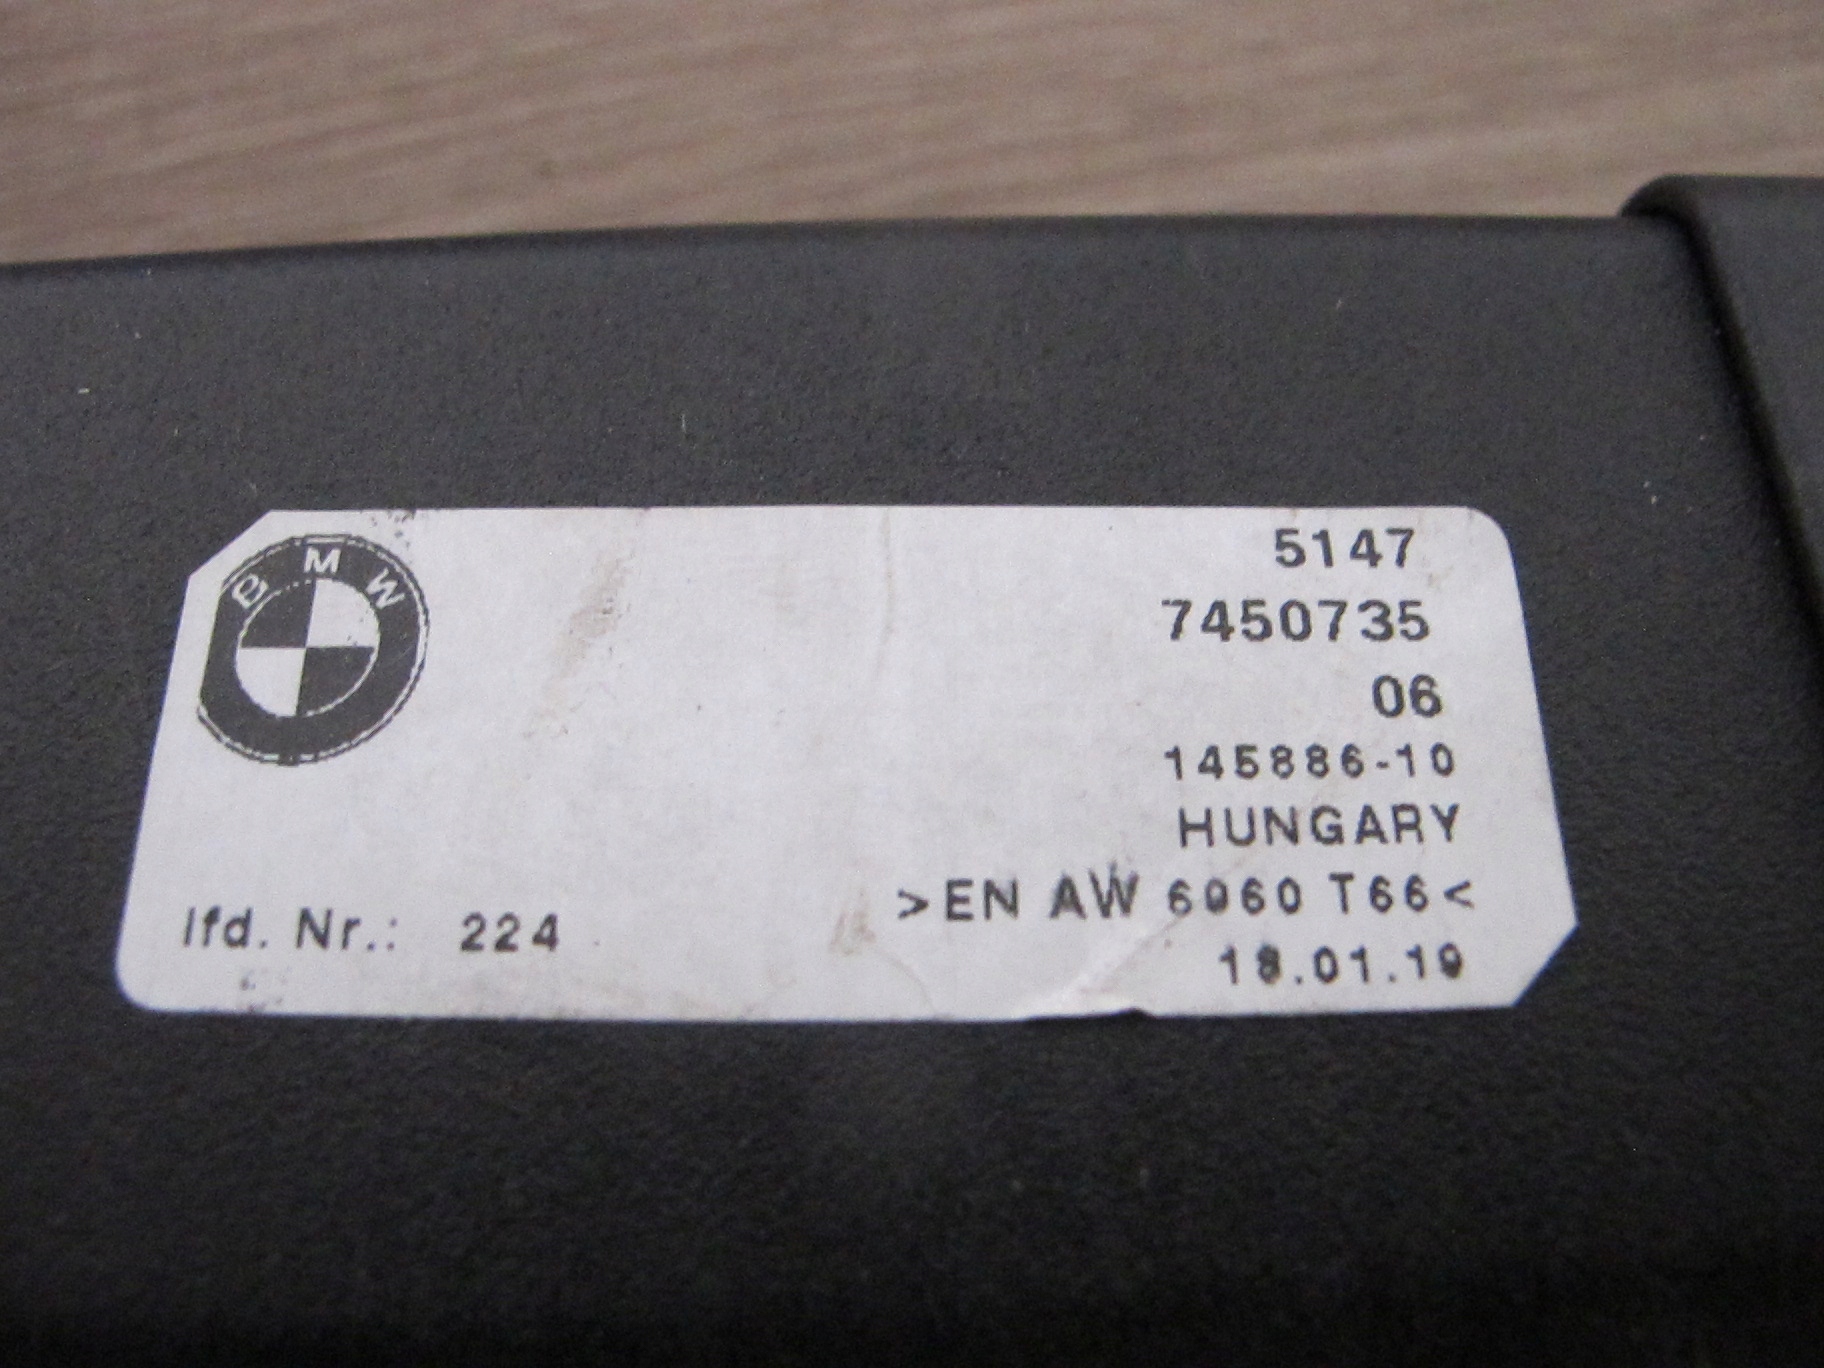 BMW
5147
7450735
06
145886-10
HUNGARY
>EN AW 6060 T66<
lfd. Nr.: 224
18.01.19